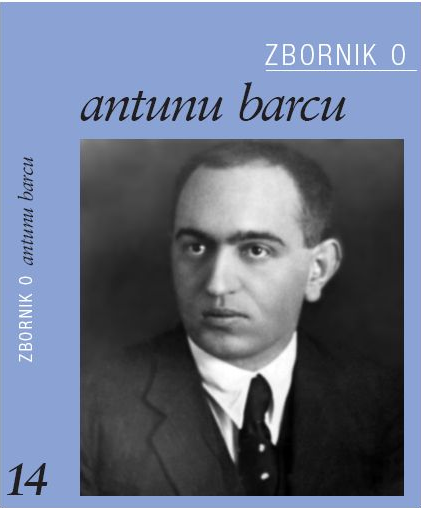 ZBORNIK O
antunu barcu
ZBORNIK O antunu barcu
14